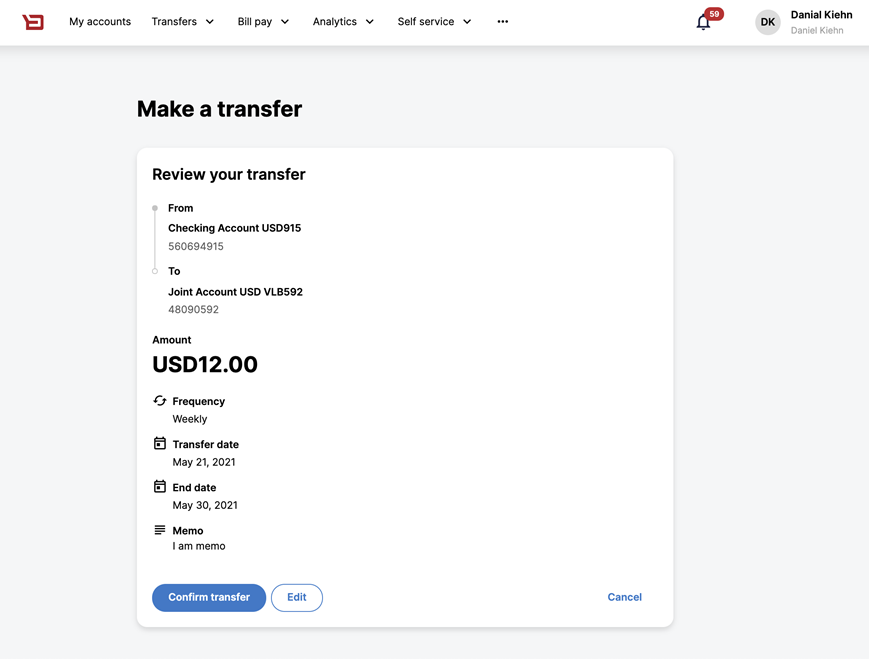 My accounts Transfers Bill pay Analytics Self service ••• 59 DK Danial Kiehn
Daniel Kiehn
Make a transfer
Review your transfer
From
Checking Account USD915
560694915
To
Joint Account USD VLB592
48090592
Amount
USD12.00
Frequency
Weekly
Transfer date
May 21, 2021
End date
May 30, 2021
Memo
I am memo
Confirm transfer Edit Cancel